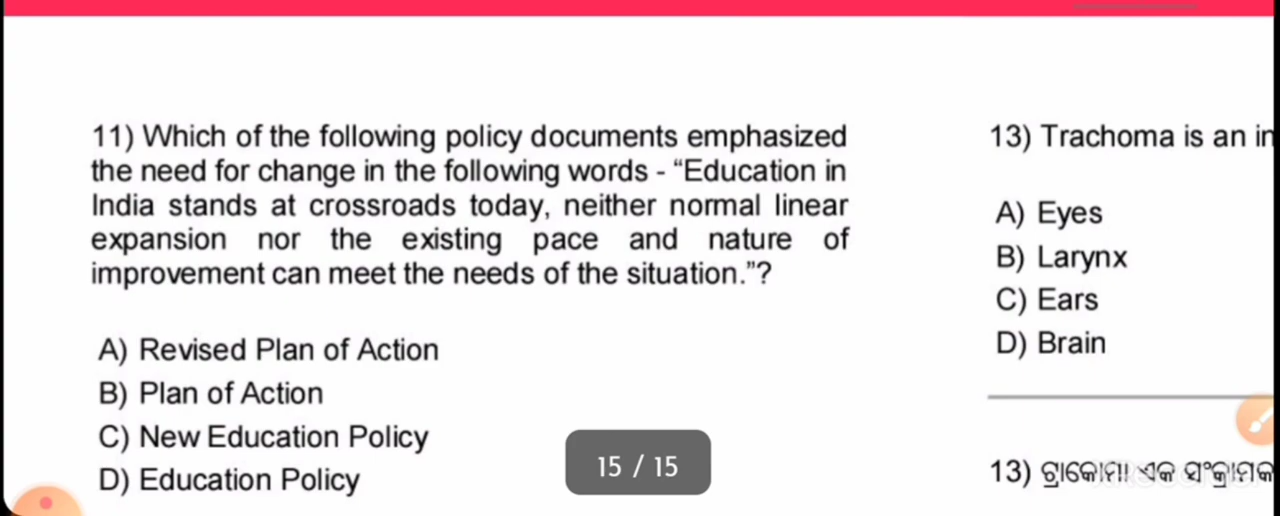 11) Which of the following policy documents emphasized
the need for change in the following words - “Education in
India stands at crossroads today, neither normal linear
expansion nor the existing pace and nature of
improvement can meet the needs of the situation.”?
A) Revised Plan of Action
B) Plan of Action
C) New Education Policy
D) Education Policy
15 / 15
13) Trachoma is an in
A) Eyes
B) Larynx
C) Ears
D) Brain
13) ଟ୍ରାକୋମା ଏକ ସଂକ୍ରାମକ